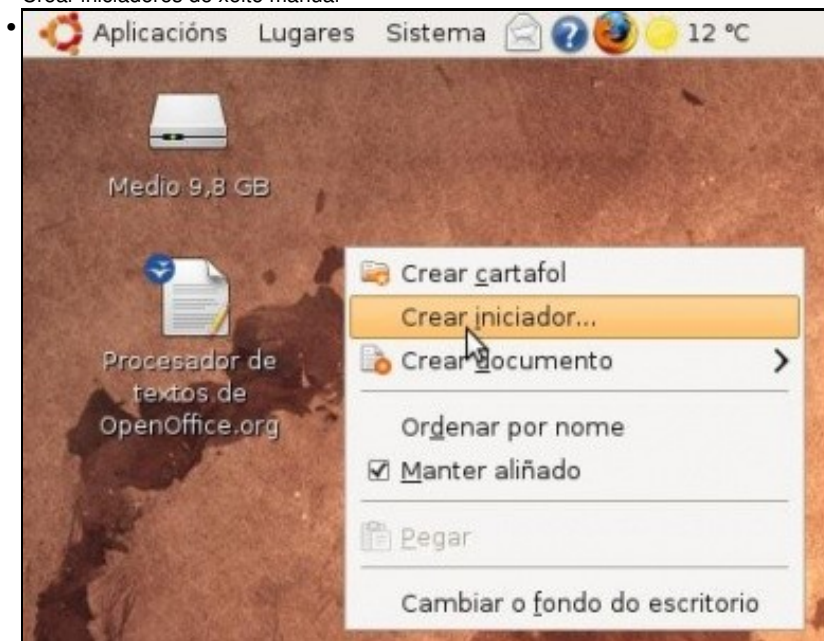 Crear iniciadores de xeito manual
Aplicacións Lugares Sistema 12 °C
Medio 9,8 GB
Procesador de
textos de
OpenOffice.org
Crear cartafol
Crear iniciador...
Crear documento
Ordenar por nome
Manter aliñado
Pegar
Cambiar o fondo do escritorio